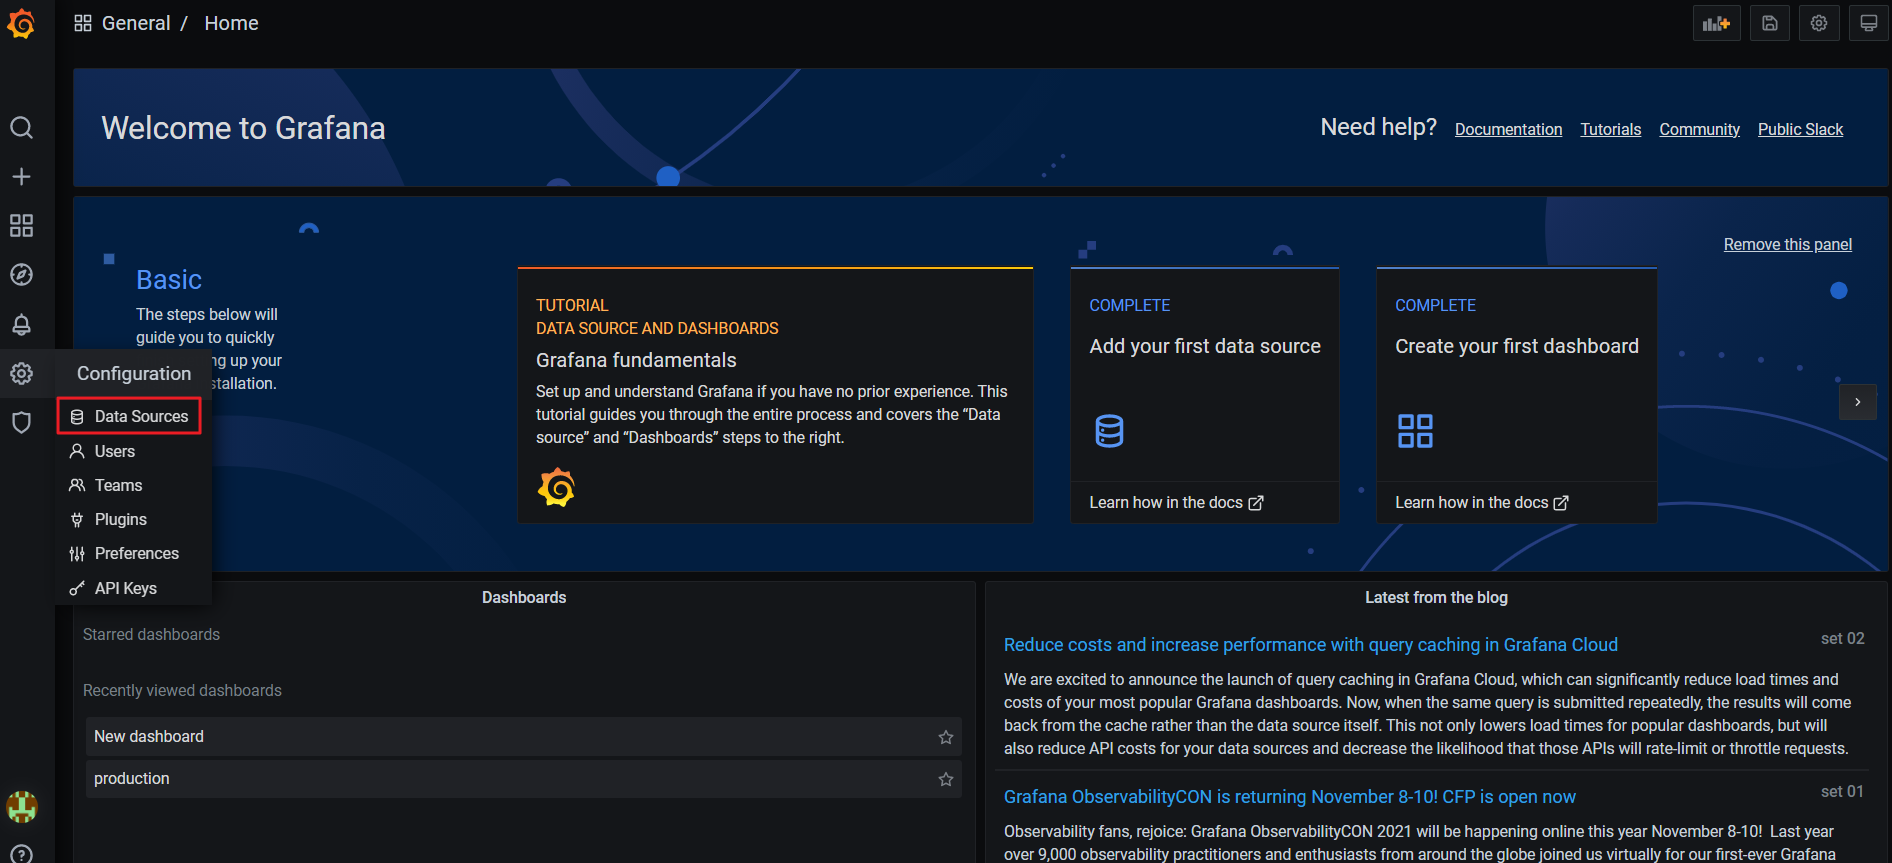 General / Home
Welcome to Grafana
Need help? Documentation Tutorials Community Public Slack
Remove this panel
Basic
The steps below will
guide you to quickly
ng up your
stallation.
TUTORIAL
DATA SOURCE AND DASHBOARDS
Grafana fundamentals
Set up and understand Grafana if you have no prior experience. This
tutorial guides you through the entire process and covers the “Data
source” and “Dashboards” steps to the right.
COMPLETE
Add your first data source
Learn how in the docs
COMPLETE
Create your first dashboard
Learn how in the docs
Configuration
Data Sources
Users
Teams
Plugins
Preferences
API Keys
Dashboards
Starred dashboards
Recently viewed dashboards
New dashboard
production
Latest from the blog
Reduce costs and increase performance with query caching in Grafana Cloud
set 02
We are excited to announce the launch of query caching in Grafana Cloud, which can significantly reduce load times and
costs of your most popular Grafana dashboards. Now, when the same query is submitted repeatedly, the results will come
back from the cache rather than the data source itself. This not only lowers load times for popular dashboards, but will
also reduce API costs for your data sources and decrease the likelihood that those APIs will rate-limit or throttle requests.
Grafana ObservabilityCON is returning November 8-10! CFP is open now
set 01
Observability fans, rejoice: Grafana ObservabilityCON 2021 will be happening online this year November 8-10! Last year
over 9,000 observability practitioners and enthusiasts from around the globe joined us virtually for our first-ever Grafana